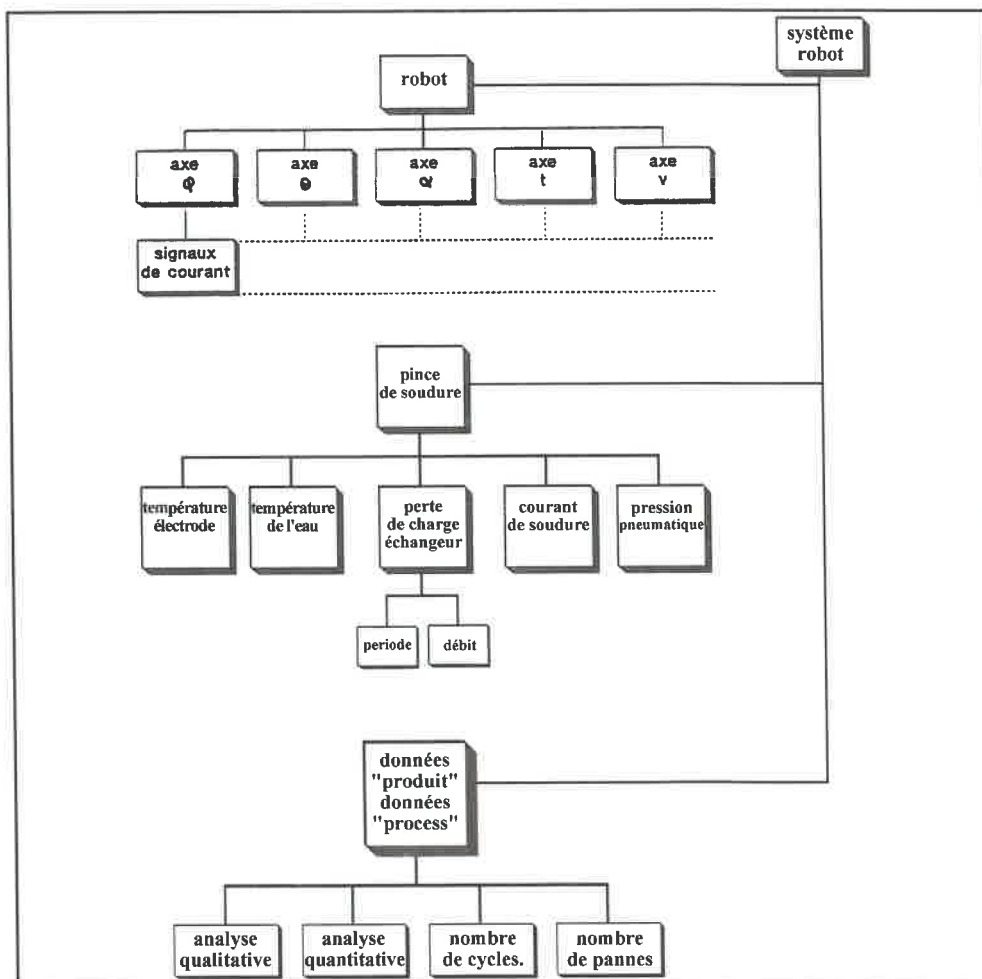 système
robot
robot
axe
φ
axe
θ
axe
α
axe
t
axe
v
signaux
de courant
pince
de soudure
température
électrode
température
de l'eau
perte
de charge
échangeur
courant
de soudure
pression
pneumatique
periode
débit
données
"produit"
données
"process"
analyse
qualitative
analyse
quantitative
nombre
de cycles.
nombre
de pannes